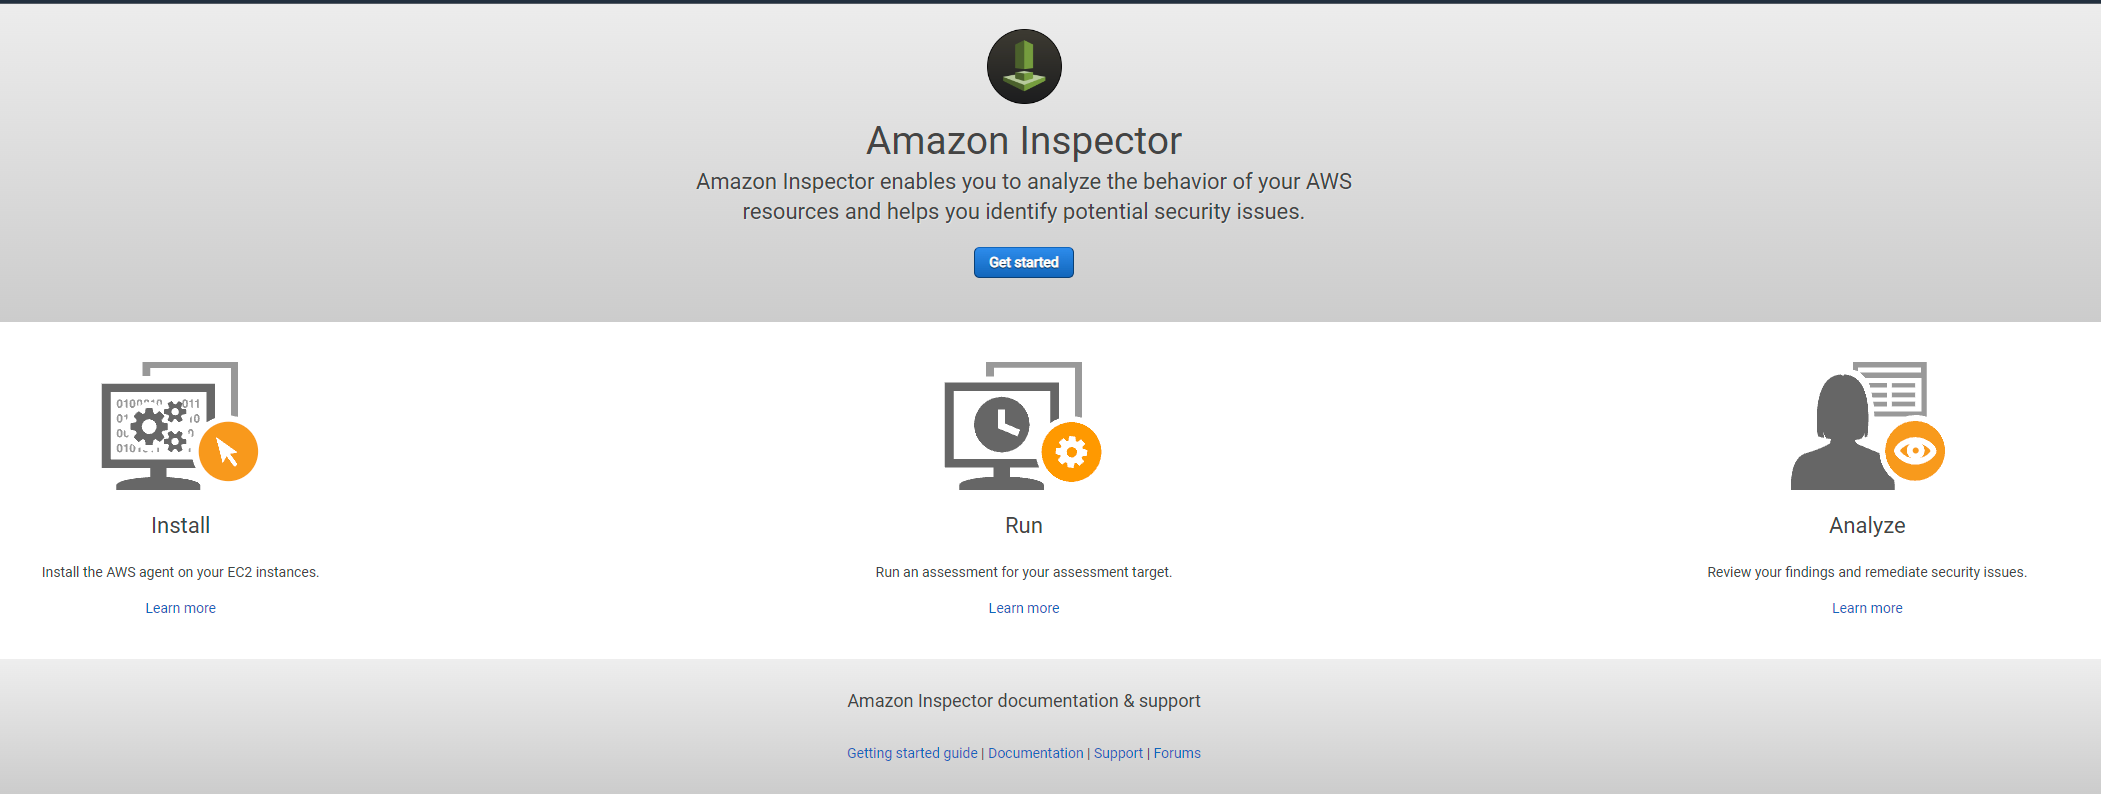 Amazon Inspector
Amazon Inspector enables you to analyze the behavior of your AWS
resources and helps you identify potential security issues.
Get started
Install
Install the AWS agent on your EC2 instances.
Learn more
Run
Run an assessment for your assessment target.
Learn more
Analyze
Review your findings and remediate security issues.
Learn more
Amazon Inspector documentation & support
Getting started guide | Documentation | Support | Forums